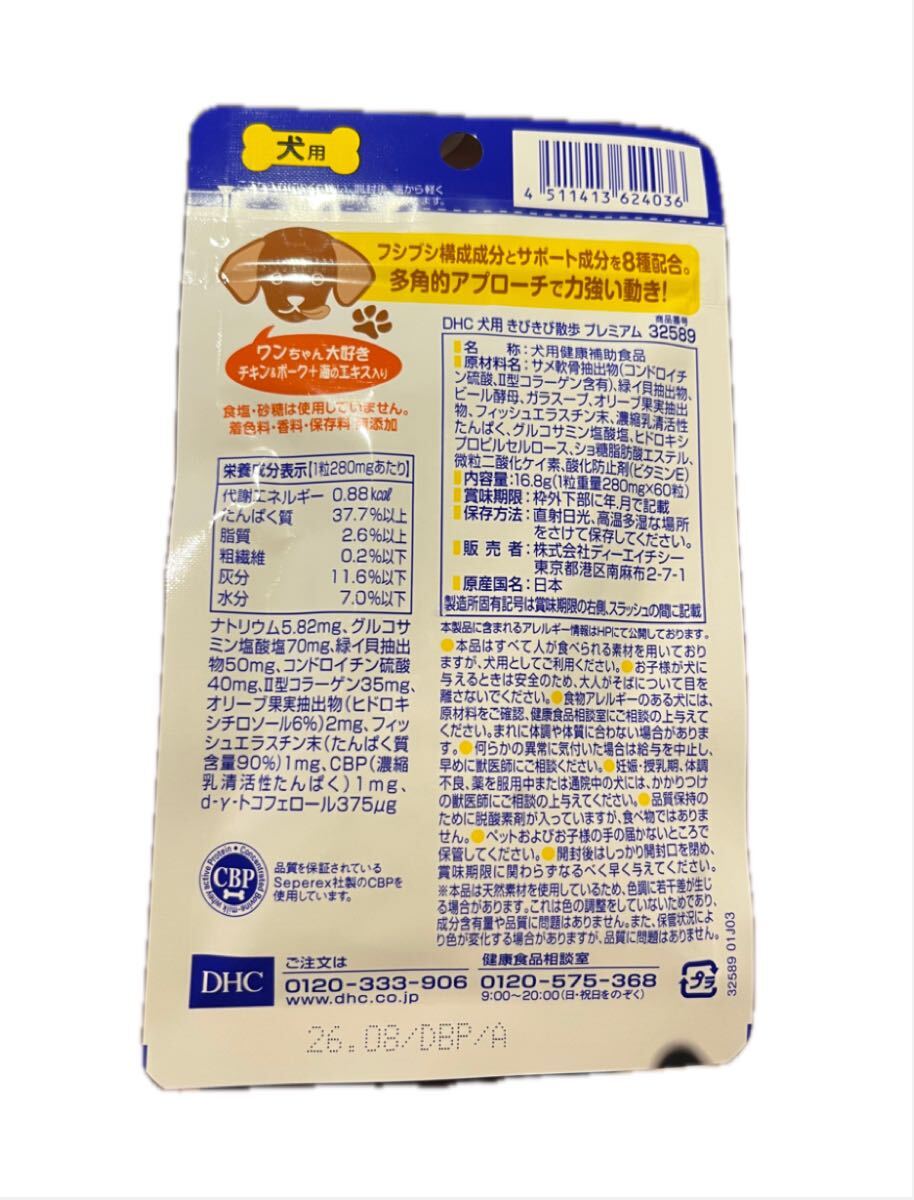 犬用
4 511413 624036
開封前
端から軽く
フシブシ構成成分とサポート成分を8種配合。
多角的アプローチで力強い動き!
ワンちゃん大好き
チキン&ポーク+海のエキス入り
食塩・砂糖は使用していません。
着色料・香料・保存料 無添加
栄養成分表示【1粒280mgあたり】
代謝エネルギー 0.88kcal
たんぱく質 37.7%以上
脂質 2.6%以上
粗繊維 0.2%以下
灰分 11.6%以下
水分 7.0%以下
ナトリウム5.82mg、グルコサ
ミン塩酸塩70mg、緑イ貝抽出
物50mg、コンドロイチン硫酸
40mg、Ⅱ型コラーゲン35mg、
オリーブ果実抽出物(ヒドロキ
シチロソール6%)2mg、フィッ
シュエラスチン末(たんぱく質
含量90%)1mg、CBP(濃縮
乳清活性たんぱく)1mg、
d-γ-トコフェロール375μg
Concentrated Bovine-milk whey active Protein
CBP
品質を保証されている
Seperex社製のCBPを
使用しています。
商品番号
DHC 犬用 きびきび散歩 プレミアム 32589
名 称:犬用健康補助食品
原材料名:サメ軟骨抽出物(コンドロイチ
ン硫酸、Ⅱ型コラーゲン含有)、緑イ貝抽出物、
ビール酵母、ガラスープ、オリーブ果実抽出
物、フィッシュエラスチン末、濃縮乳清活性
たんぱく、グルコサミン塩酸塩、ヒドロキシ
プロピルセルロース、ショ糖脂肪酸エステル、
微粒二酸化ケイ素、酸化防止剤(ビタミンE)
内容量:16.8g(1粒重量280mg×60粒)
賞味期限:枠外下部に年.月で記載
保存方法:直射日光、高温多湿な場所
をさけて保存してください。
販売者:株式会社ディーエイチシー
東京都港区南麻布2-7-1
原産国名:日本
製造所固有記号は賞味期限の右側、スラッシュの間に記載
本製品に含まれるアレルギー情報はHPにて公開しております。
●本品はすべて人が食べられる素材を用いており
ますが、犬用としてご利用ください。●お子様が犬に
与えるときは安全のため、大人がそばについて目を
離さないでください。●食物アレルギーのある犬には、
原材料をご確認、健康食品相談室にご相談の上与えて
ください。まれに体調や体質に合わない場合がありま
す。●何らかの異常に気付いた場合は給与を中止し、
早めに獣医師にご相談ください。●妊娠・授乳期、体調
不良、薬を服用中または通院中の犬には、かかりつけ
の獣医師にご相談の上与えてください。●品質保持の
ために脱酸素剤が入っていますが、食べ物ではありま
せん。●ペットおよびお子様の手の届かないところで
保管してください。●開封後はしっかり開封口を閉め、
賞味期限に関わらずなるべく早く与えてください。
※本品は天然素材を使用しているため、色調に若干差が生じ
る場合があります。これは色の調整をしていないためであり、
成分含有量や品質に問題はありません。また、保管状況によ
り色が変化する場合がありますが、品質に問題はありません。
DHC
ご注文は
0120-333-906
www.dhc.co.jp
健康食品相談室
0120-575-368
9:00~20:00(日・祝日をのぞく)
プラ
32589 01J03
26.08/DBP/A